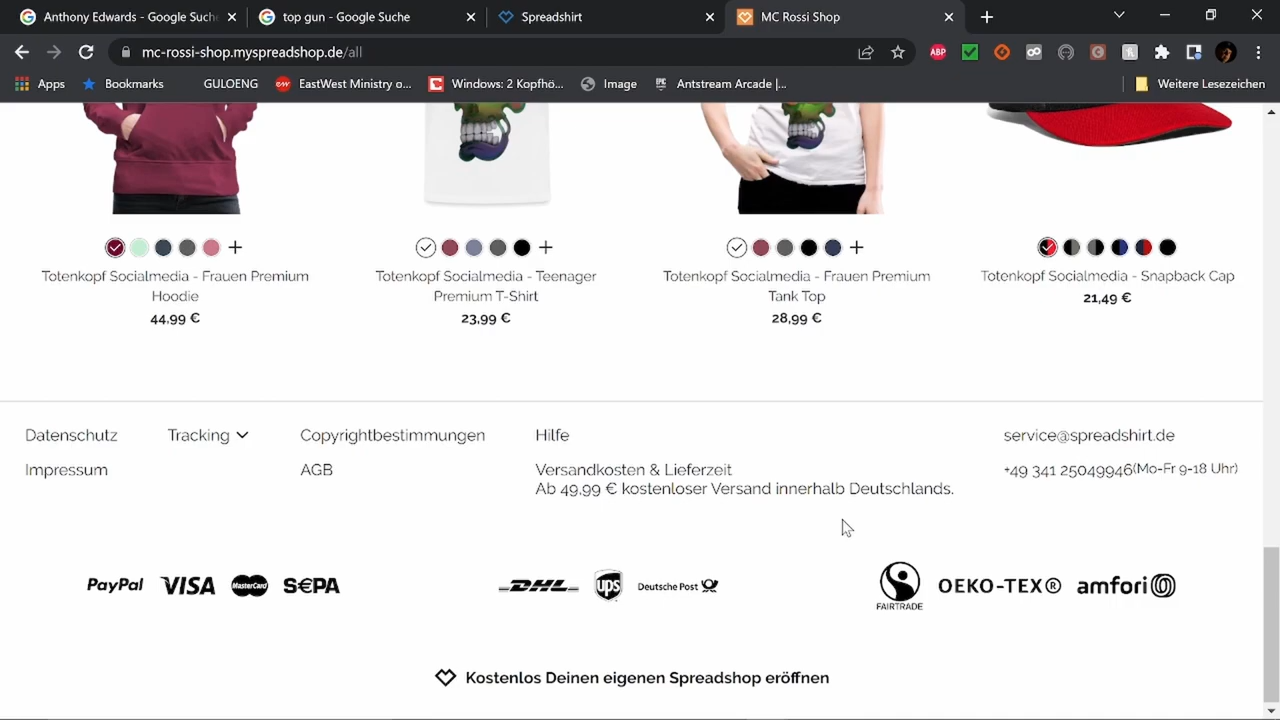 Anthony Edwards - Google Suche
top gun - Google Suche
Spreadshirt
MC Rossi Shop
mc-rossi-shop.myspreadshop.de/all
ABP
Apps
Bookmarks
GULOENG
EastWest Ministry o...
Windows: 2 Kopfhö...
Image
Antstream Arcade |...
Weitere Lesezeichen
Totenkopf Socialmedia - Frauen Premium
Hoodie
44,99 €
Totenkopf Socialmedia - Teenager
Premium T-Shirt
23,99 €
Totenkopf Socialmedia - Frauen Premium
Tank Top
28,99 €
Totenkopf Socialmedia - Snapback Cap
21,49 €
Datenschutz
Tracking
Copyrightbestimmungen
Hilfe
service@spreadshirt.de
Impressum
AGB
Versandkosten & Lieferzeit
Ab 49.99 € kostenloser Versand innerhalb Deutschlands.
+49 341 25049946(Mo-Fr 9-18 Uhr)
PayPal
VISA
MasterCard
S€PA
DHL
ups
Deutsche Post
FAIRTRADE
OEKO-TEX®
amfori
Kostenlos Deinen eigenen Spreadshop eröffnen